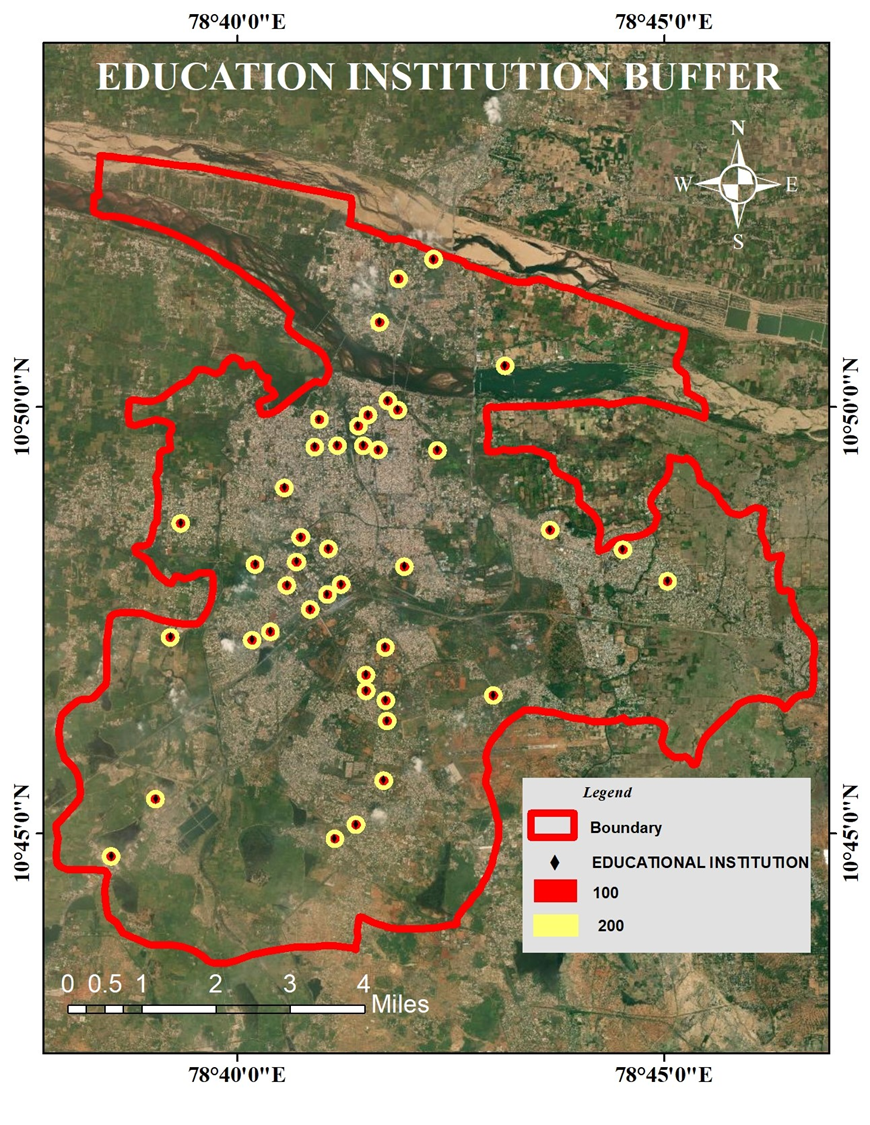 78°40'0"E 78°45'0"E
EDUCATION INSTITUTION BUFFER
N
W E
S
10°50'0"N 10°50'0"N
10°45'0"N 10°45'0"N
Legend
Boundary
EDUCATIONAL INSTITUTION
100
200
0 0.5 1 2 3 4
Miles
78°40'0"E 78°45'0"E